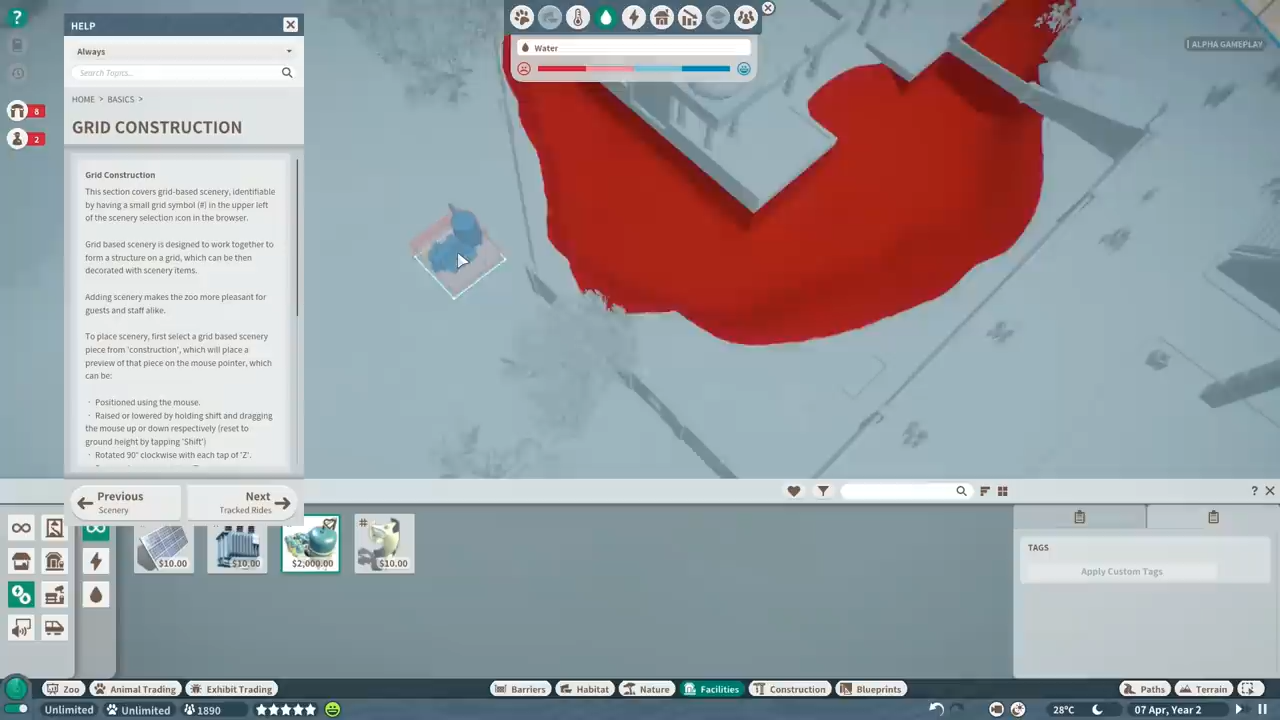 ?
HELP
Always
Search Topics...
HOME > BASICS >
GRID CONSTRUCTION
Grid Construction
This section covers grid-based scenery, identifiable
by having a small grid symbol (#) in the upper left
of the scenery selection icon in the browser.
Grid based scenery is designed to work together to
form a structure on a grid, which can be then
decorated with scenery items.
Adding scenery makes the zoo more pleasant for
guests and staff alike.
To place scenery, first select a grid based scenery
piece from 'construction', which will place a
preview of that piece on the mouse pointer, which
can be:
· Positioned using the mouse.
· Raised or lowered by holding shift and dragging
the mouse up or down respectively (reset to
ground height by tapping 'Shift')
· Rotated 90° clockwise with each tap of 'Z'.
Previous
Scenery
Next
Tracked Rides
8
2
Water
ALPHA GAMEPLAY
$10.00
$10.00
$2,000.00
#
$10.00
?
TAGS
Apply Custom Tags
Zoo
Animal Trading
Exhibit Trading
Barriers
Habitat
Nature
Facilities
Construction
Blueprints
Paths
Terrain
Unlimited
Unlimited
1890
28°C
07 Apr, Year 2